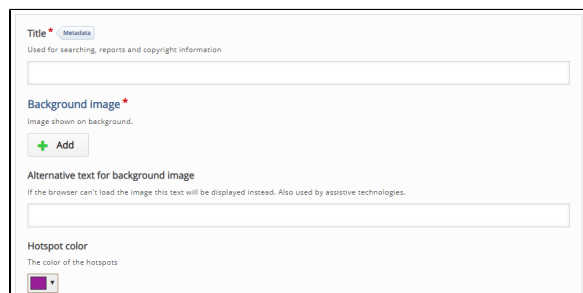 Title * Metadata
Used for searching, reports and copyright information
Background image *
Image shown on background.
+ Add
Alternative text for background image
If the browser can't load the image this text will be displayed instead. Also used by assistive technologies.
Hotspot color
The color of the hotspots